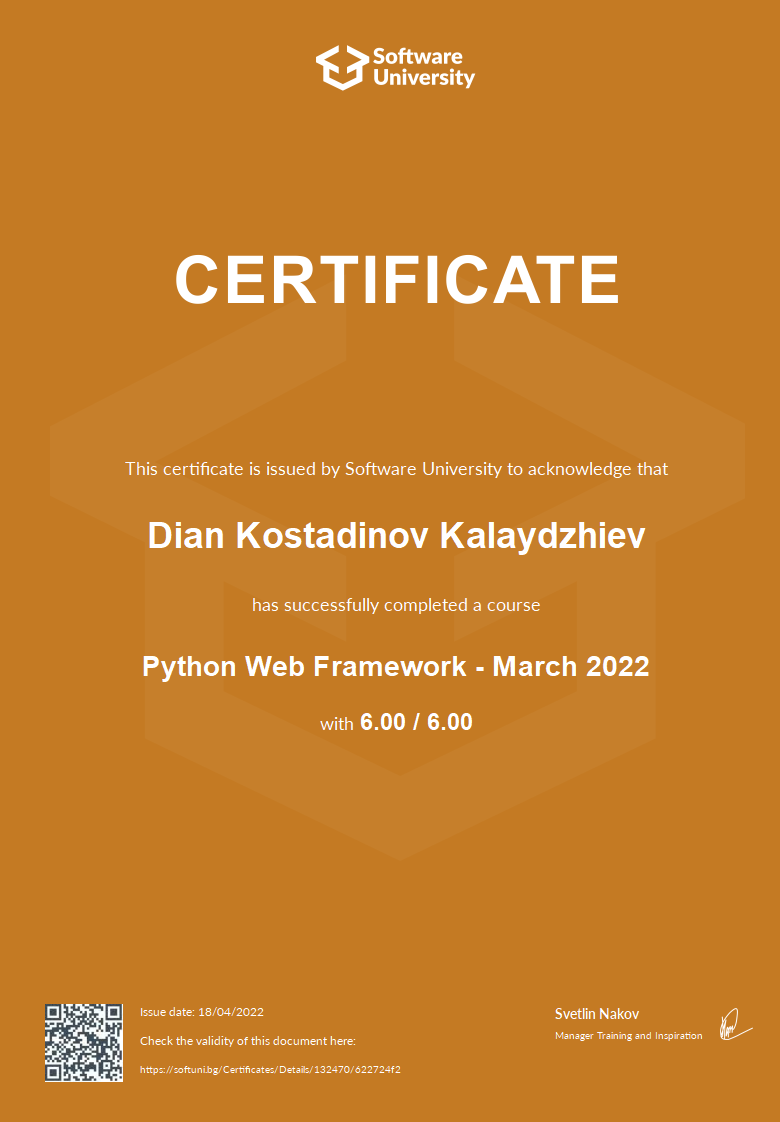 Software
University
CERTIFICATE
This certificate is issued by Software University to acknowledge that
Dian Kostadinov Kalaydzhiev
has successfully completed a course
Python Web Framework - March 2022
with 6.00 / 6.00
Issue date: 18/04/2022
Check the validity of this document here:
https://softuni.bg/Certificates/Details/132470/622724f2
Svetlin Nakov
Manager Training and Inspiration